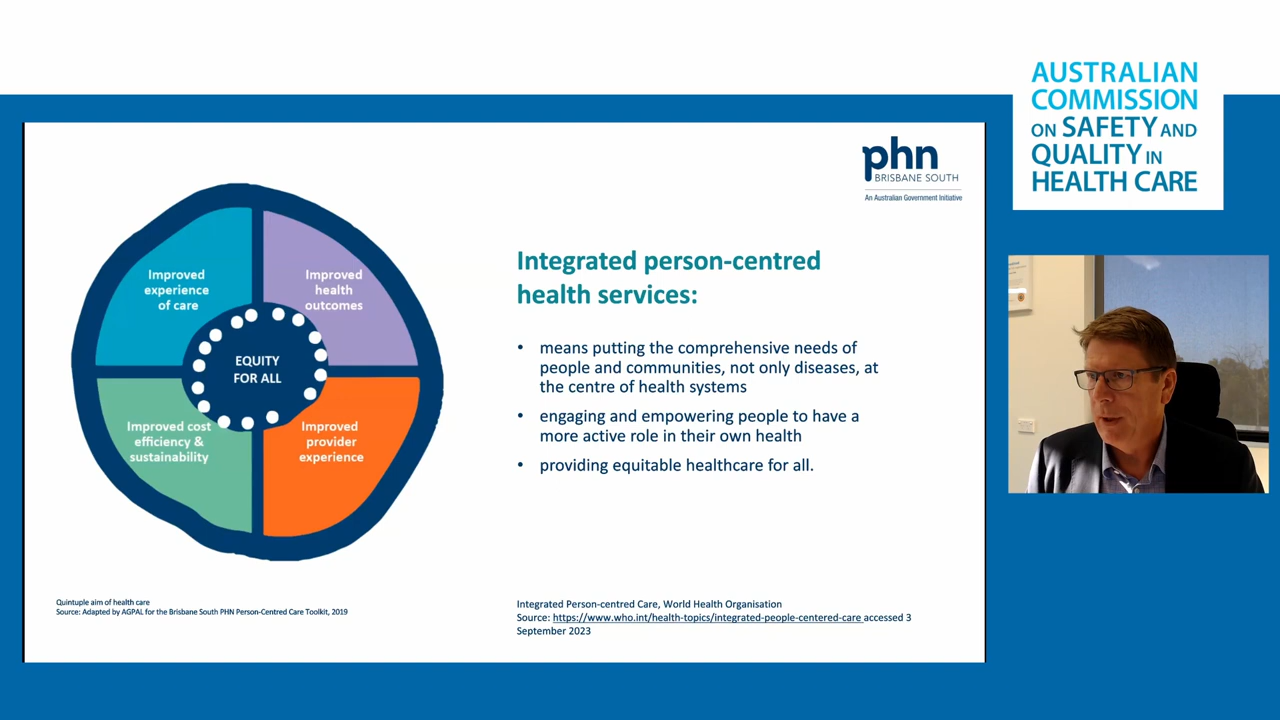 AUSTRALIAN
COMMISSION
ON SAFETY AND
QUALITY IN
HEALTH CARE
phn
BRISBANE SOUTH
An Australian Government Initiative
Improved
experience
of care
Improved
health
outcomes
EQUITY
FOR ALL
Improved cost
efficiency &
sustainability
Improved
provider
experience
Integrated person-centred
health services:
• means putting the comprehensive needs of
people and communities, not only diseases, at
the centre of health systems
• engaging and empowering people to have a
more active role in their own health
• providing equitable healthcare for all.
Quintuple aim of health care
Source: Adapted by AGPAL for the Brisbane South PHN Person-Centred Care Toolkit, 2019
Integrated Person-centred Care, World Health Organisation
Source: https://www.who.int/health-topics/integrated-people-centered-care accessed 3
September 2023